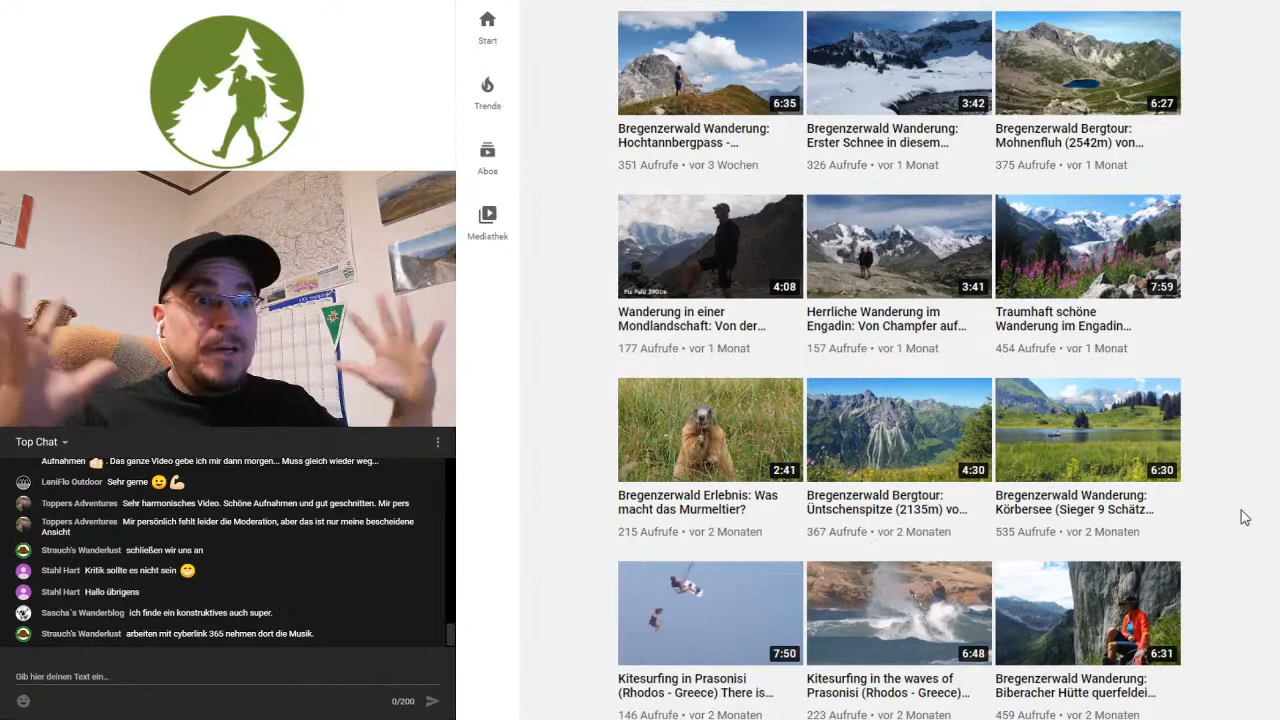 Start
Trends
Abos
Mediathek
6:35
3:42
6:27
Bregenzerwald Wanderung:
Hochtannbergpass -...
351 Aufrufe • vor 3 Wochen
Bregenzerwald Wanderung:
Erster Schnee in diesem...
326 Aufrufe • vor 1 Monat
Bregenzerwald Bergtour:
Mohnenfluh (2542m) von...
375 Aufrufe • vor 1 Monat
Piz Palü 3901m
4:08
3:41
7:59
Wanderung in einer
Mondlandschaft: Von der...
177 Aufrufe • vor 1 Monat
Herrliche Wanderung im
Engadin: Von Champfer auf...
157 Aufrufe • vor 1 Monat
Traumhaft schöne
Wanderung im Engadin...
454 Aufrufe • vor 1 Monat
2:41
4:30
6:30
Bregenzerwald Erlebnis: Was
macht das Murmeltier?
215 Aufrufe • vor 2 Monaten
Bregenzerwald Bergtour:
Üntschenspitze (2135m) vo...
367 Aufrufe • vor 2 Monaten
Bregenzerwald Wanderung:
Körbersee (Sieger 9 Schätz...
535 Aufrufe • vor 2 Monaten
7:50
6:48
6:31
Kitesurfing in Prasonisi
(Rhodos - Greece) There is...
146 Aufrufe • vor 2 Monaten
Kitesurfing in the waves of
Prasonisi (Rhodos - Greece)...
223 Aufrufe • vor 2 Monaten
Bregenzerwald Wanderung:
Biberacher Hütte querfeldei...
459 Aufrufe • vor 2 Monaten
Top Chat
Aufnahmen 👍🏻 . Das ganze Video gebe ich mir dann morgen... Muss gleich wieder weg...
LeniFlo Outdoor Sehr gerne 😉 💪🏼
Toppers Adventures Sehr harmonisches Video. Schöne Aufnahmen und gut geschnitten. Mir pers
Toppers Adventures Mir persönlich fehlt leider die Moderation, aber das ist nur meine bescheidene
Ansicht
Strauch's Wanderlust schließen wir uns an
Stahl Hart Kritik sollte es nicht sein 😁
Stahl Hart Hallo übrigens
Sascha`s Wanderblog ich finde ein konstruktives auch super.
Strauch's Wanderlust arbeiten mit cyberlink 365 nehmen dort die Musik.
Gib hier deinen Text ein...
0/200